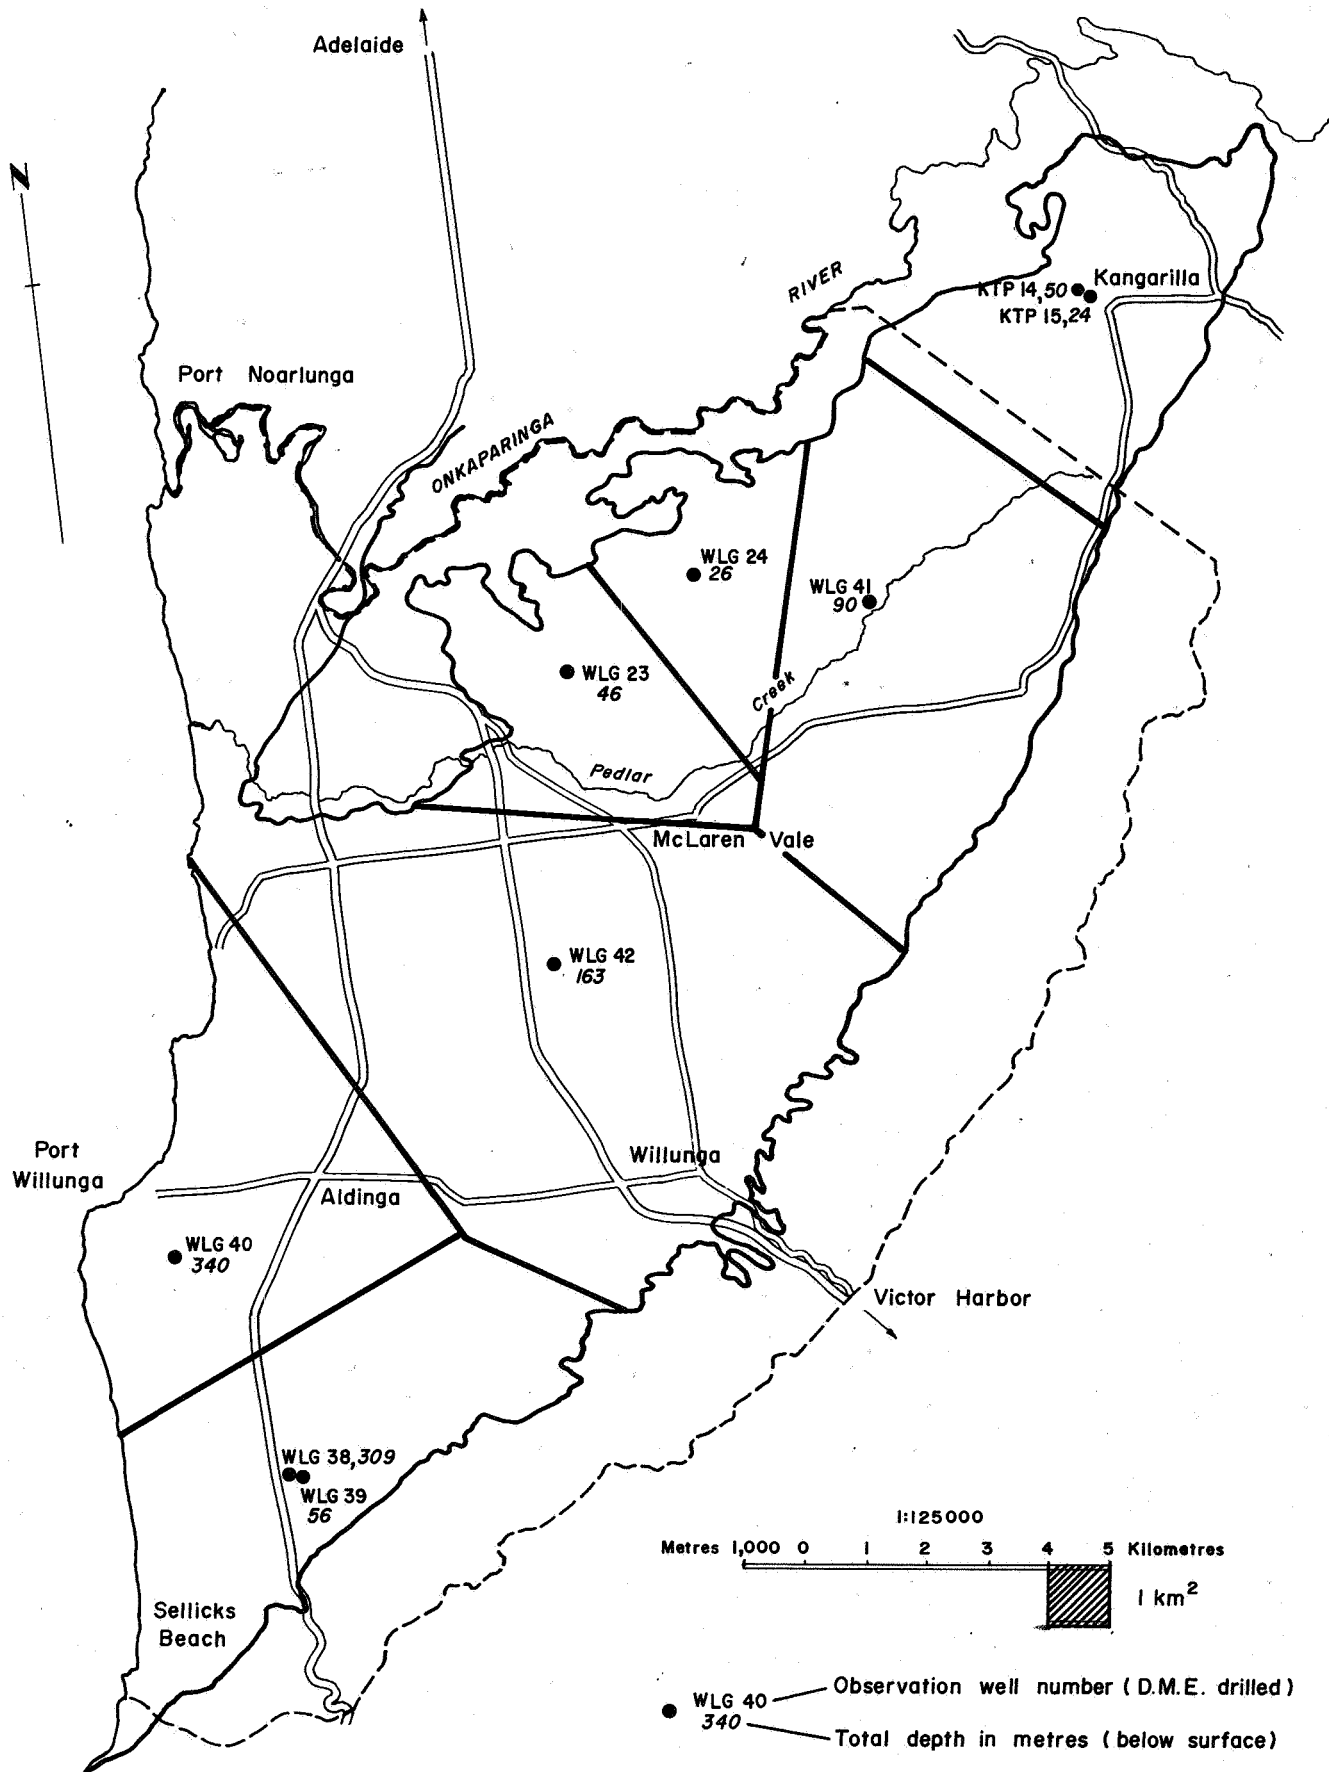 Adelaide
N
RIVER
KTP 14,50
Kangarilla
KTP 15,24
Port Noarlunga
ONKAPARINGA
WLG 24
26
WLG 41
90
WLG 23
46
Creek
Pedlar
McLaren Vale
WLG 42
163
Port
Willunga
Willunga
Aldinga
WLG 40
340
Victor Harbor
WLG 38,309
WLG 39
56
1:125000
Metres 1,000 0 1 2 3 4 5 Kilometres
1 km²
Sellicks
Beach
WLG 40
340
Observation well number (D.M.E. drilled)
Total depth in metres (below surface)